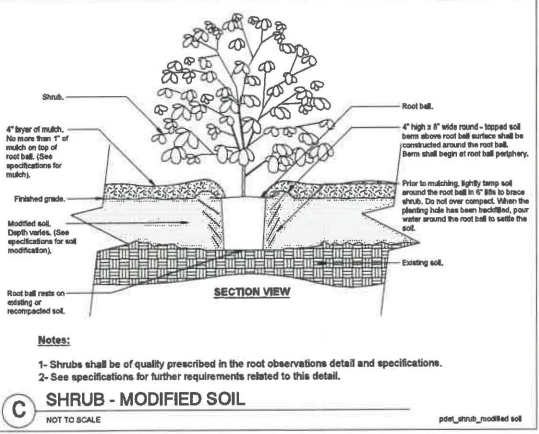 Shrub.
4" layer of mulch.
No more than 1" of
mulch on top of
root ball. (See
specifications for
mulch).
Finished grade.
Modified soil.
Depth varies. (See
specifications for soil
modification).
Root ball rests on
existing or
recompacted soil.
Root ball.
4" high x 8" wide round - topped soil
berm above root ball surface shall be
constructed around the root ball.
Berm shall begin at root ball periphery.
Prior to mulching, lightly tamp soil
around the root ball in 6" lifts to brace
shrub. Do not over compact. When the
planting hole has been backfilled, pour
water around the root ball to settle the
soil.
Existing soil.
SECTION VIEW
Notes:
1- Shrubs shall be of quality prescribed in the root observations detail and specifications.
2- See specifications for further requirements related to this detail.
C
SHRUB - MODIFIED SOIL
NOT TO SCALE
pdet_shrub_modified soil